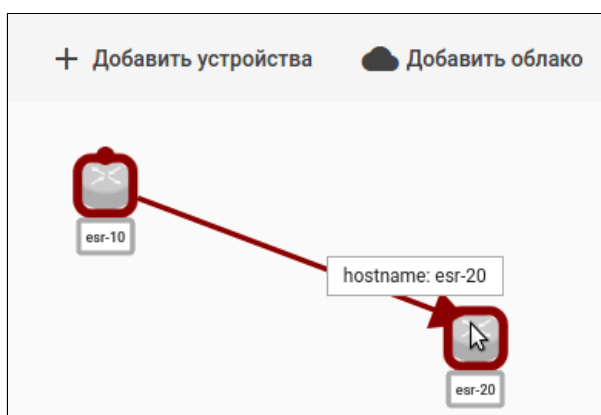 Добавить устройства
Добавить облако
esr-10
hostname: esr-20
esr-20